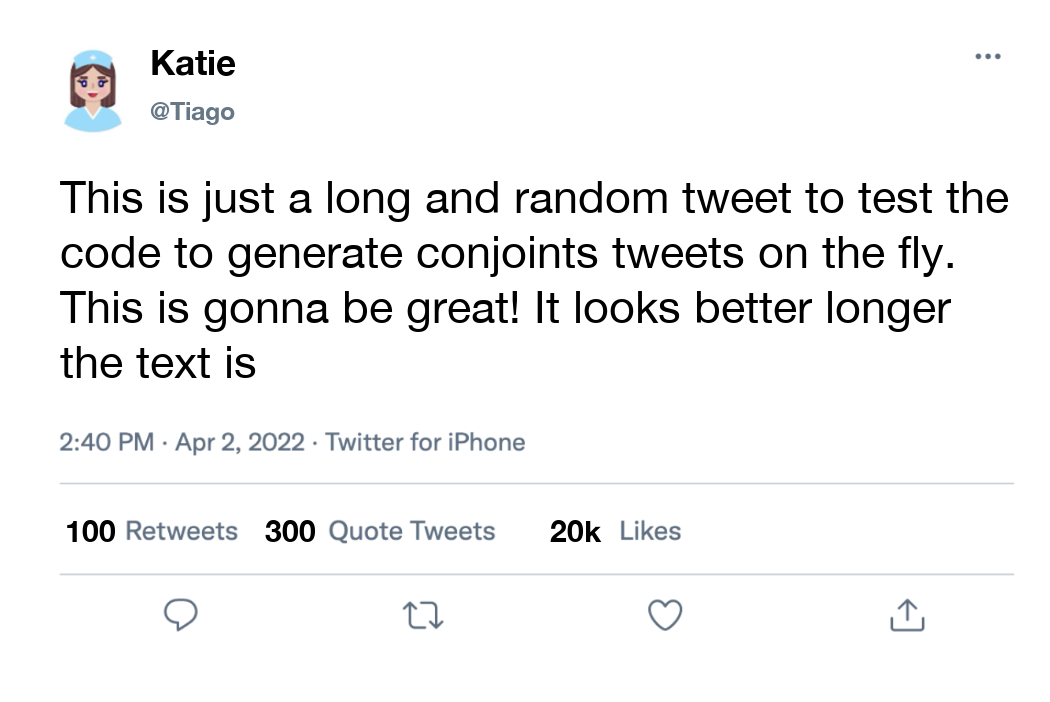 Katie
@Tiago
This is just a long and random tweet to test the
code to generate conjoints tweets on the fly.
This is gonna be great! It looks better longer
the text is
2:40 PM · Apr 2, 2022 · Twitter for iPhone
100 Retweets 300 Quote Tweets 20k Likes